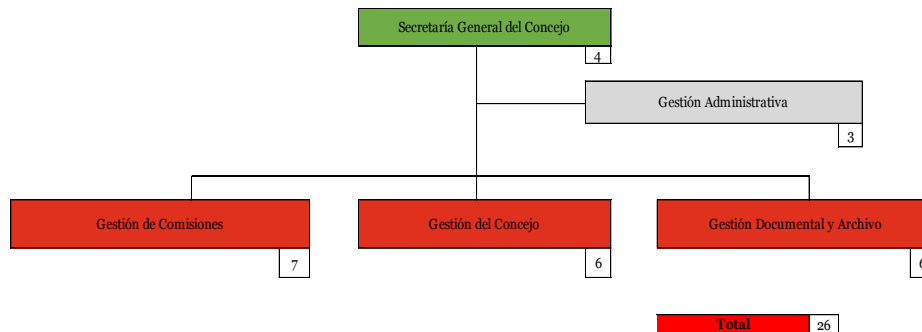 Secretaría General del Concejo
4
Gestión Administrativa
3
Gestión de Comisiones
Gestión del Concejo
Gestión Documental y Archivo
7
6
6
Total 26